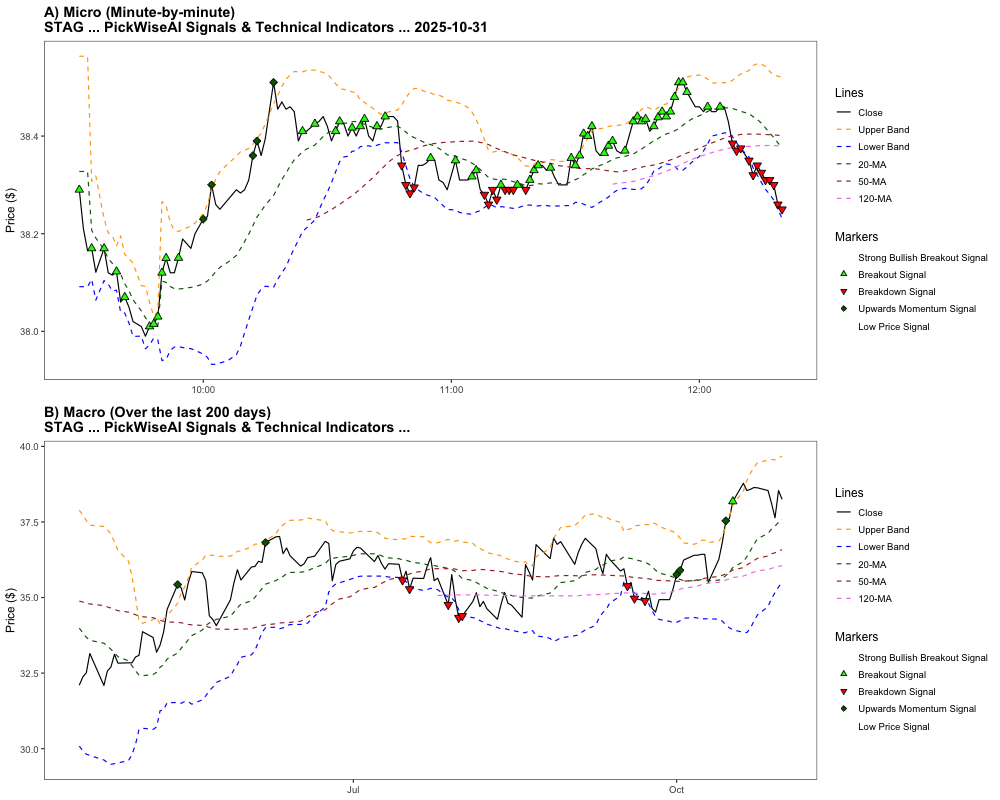 A) Micro (Minute-by-minute)
STAG ... PickWiseAI Signals & Technical Indicators ... 2025-10-31
Price ($)
38.4
38.2
38.0
10:00
11:00
12:00
Lines
Close
Upper Band
Lower Band
20-MA
50-MA
120-MA
Markers
Strong Bullish Breakout Signal
Breakout Signal
Breakdown Signal
Upwards Momentum Signal
Low Price Signal
B) Macro (Over the last 200 days)
STAG ... PickWiseAI Signals & Technical Indicators ...
Price ($)
40.0
37.5
35.0
32.5
30.0
Jul
Oct
Lines
Close
Upper Band
Lower Band
20-MA
50-MA
120-MA
Markers
Strong Bullish Breakout Signal
Breakout Signal
Breakdown Signal
Upwards Momentum Signal
Low Price Signal